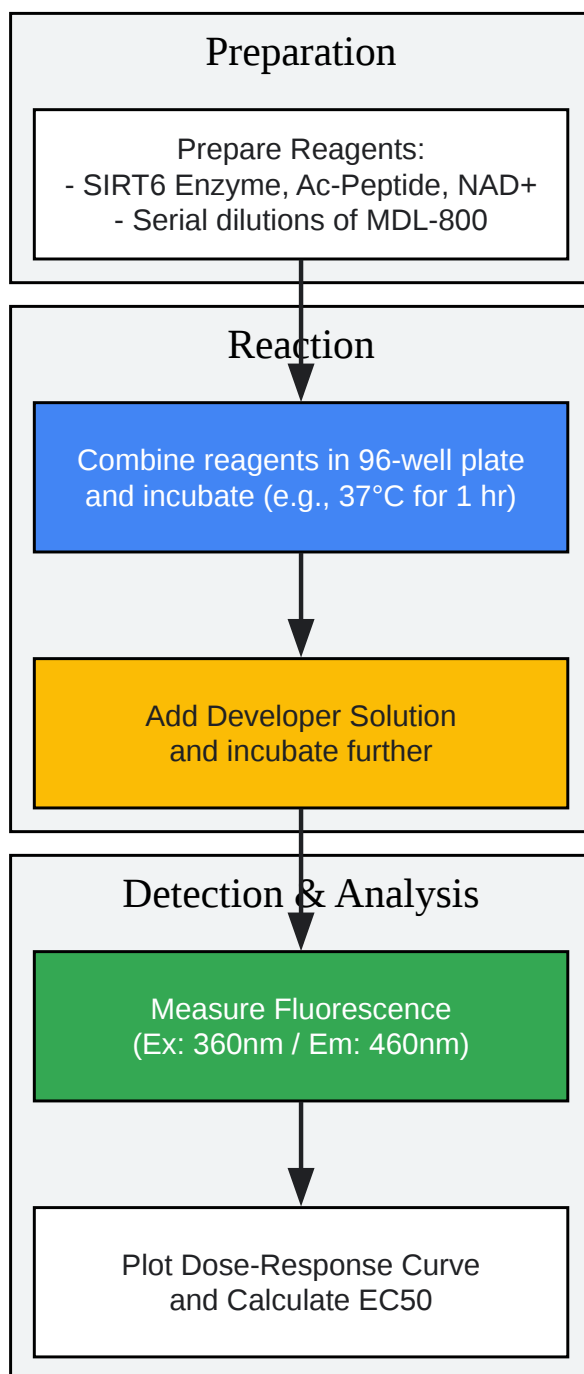 Preparation
Prepare Reagents:
- SIRT6 Enzyme, Ac-Peptide, NAD+
- Serial dilutions of MDL-800
Reaction
Combine reagents in 96-well plate
and incubate (e.g., 37°C for 1 hr)
Add Developer Solution
and incubate further
Detection & Analysis
Measure Fluorescence
(Ex: 360nm / Em: 460nm)
Plot Dose-Response Curve
and Calculate EC50